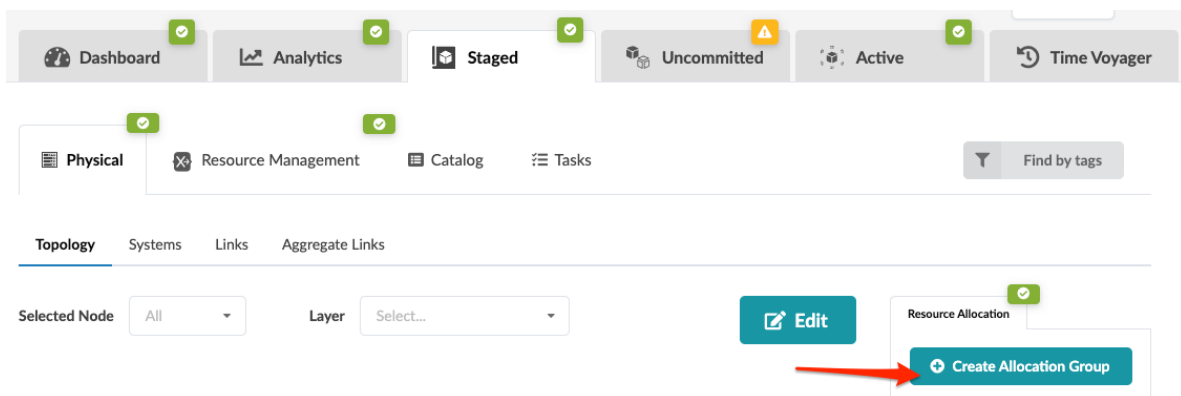 Dashboard Analytics Staged Uncommitted Active Time Voyager
Physical Resource Management Catalog Tasks Find by tags
Topology Systems Links Aggregate Links
Selected Node All Layer Select... Edit Resource Allocation
Create Allocation Group